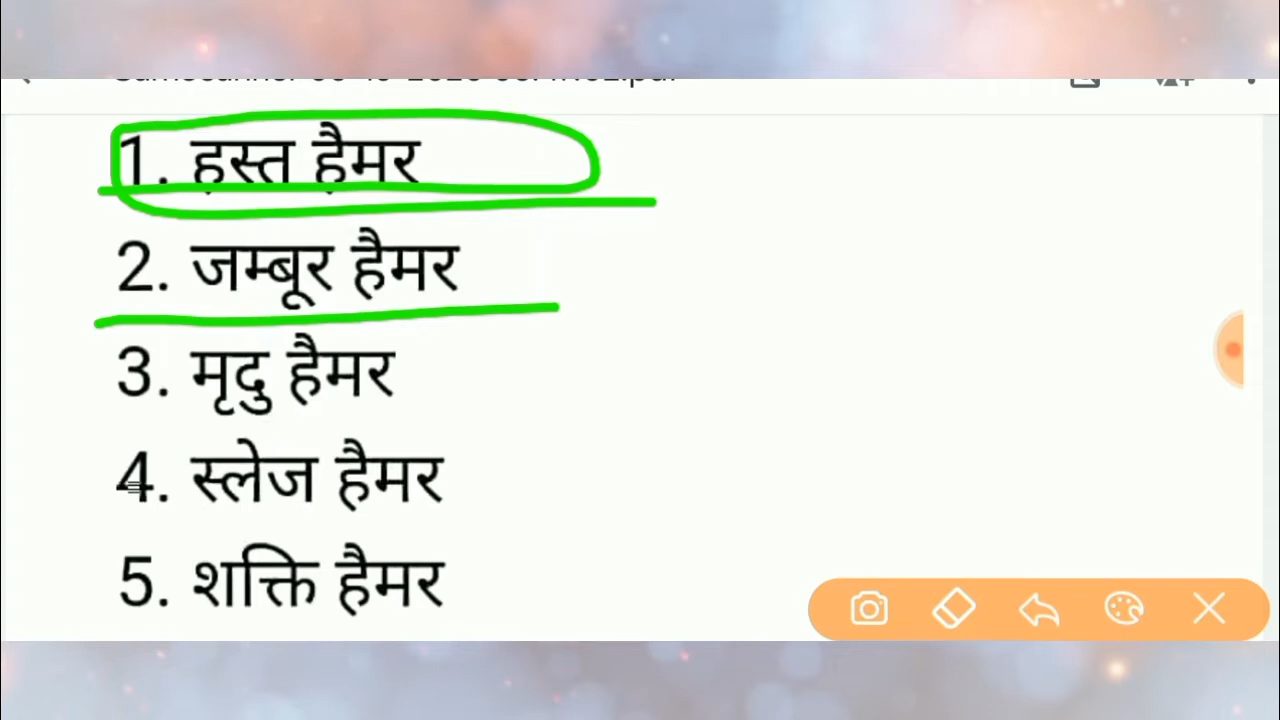 1. हस्त हैमर
2. जम्बूर हैमर
3. मृदु हैमर
4. स्लेज हैमर
5. शक्ति हैमर